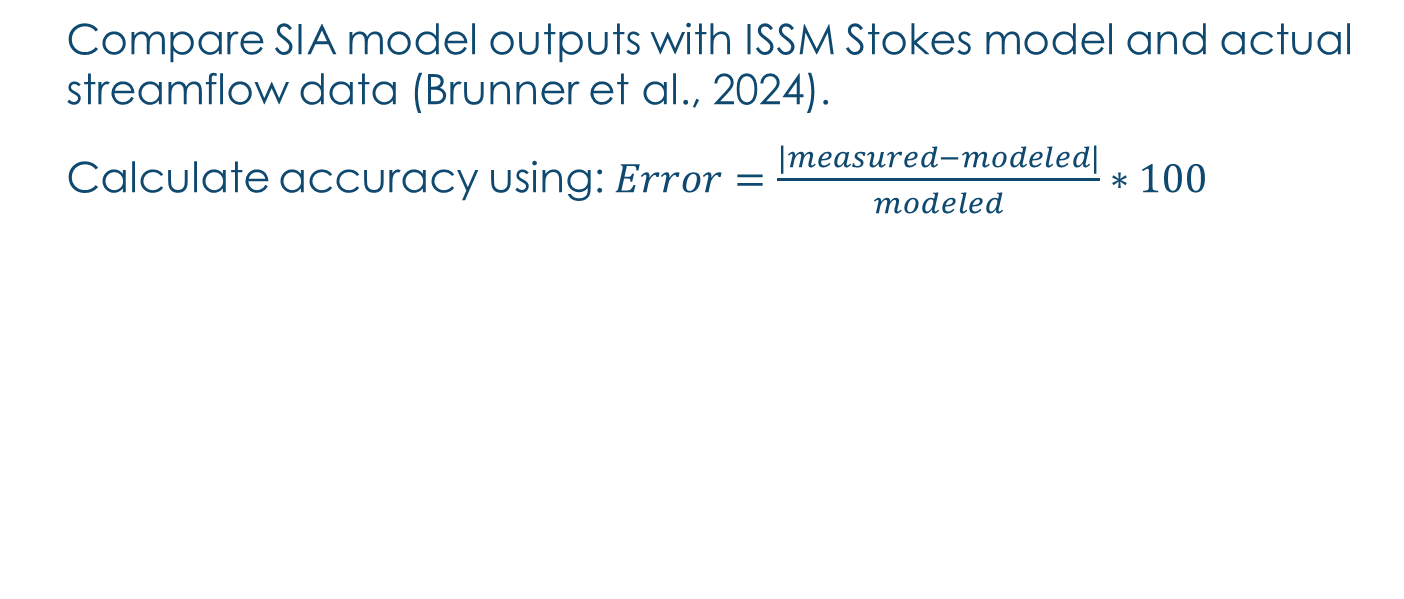 Compare SIA model outputs with ISSM Stokes model and actual
streamflow data (Brunner et al., 2024).
Calculate accuracy using: Error = |measured−modeled| / modeled * 100